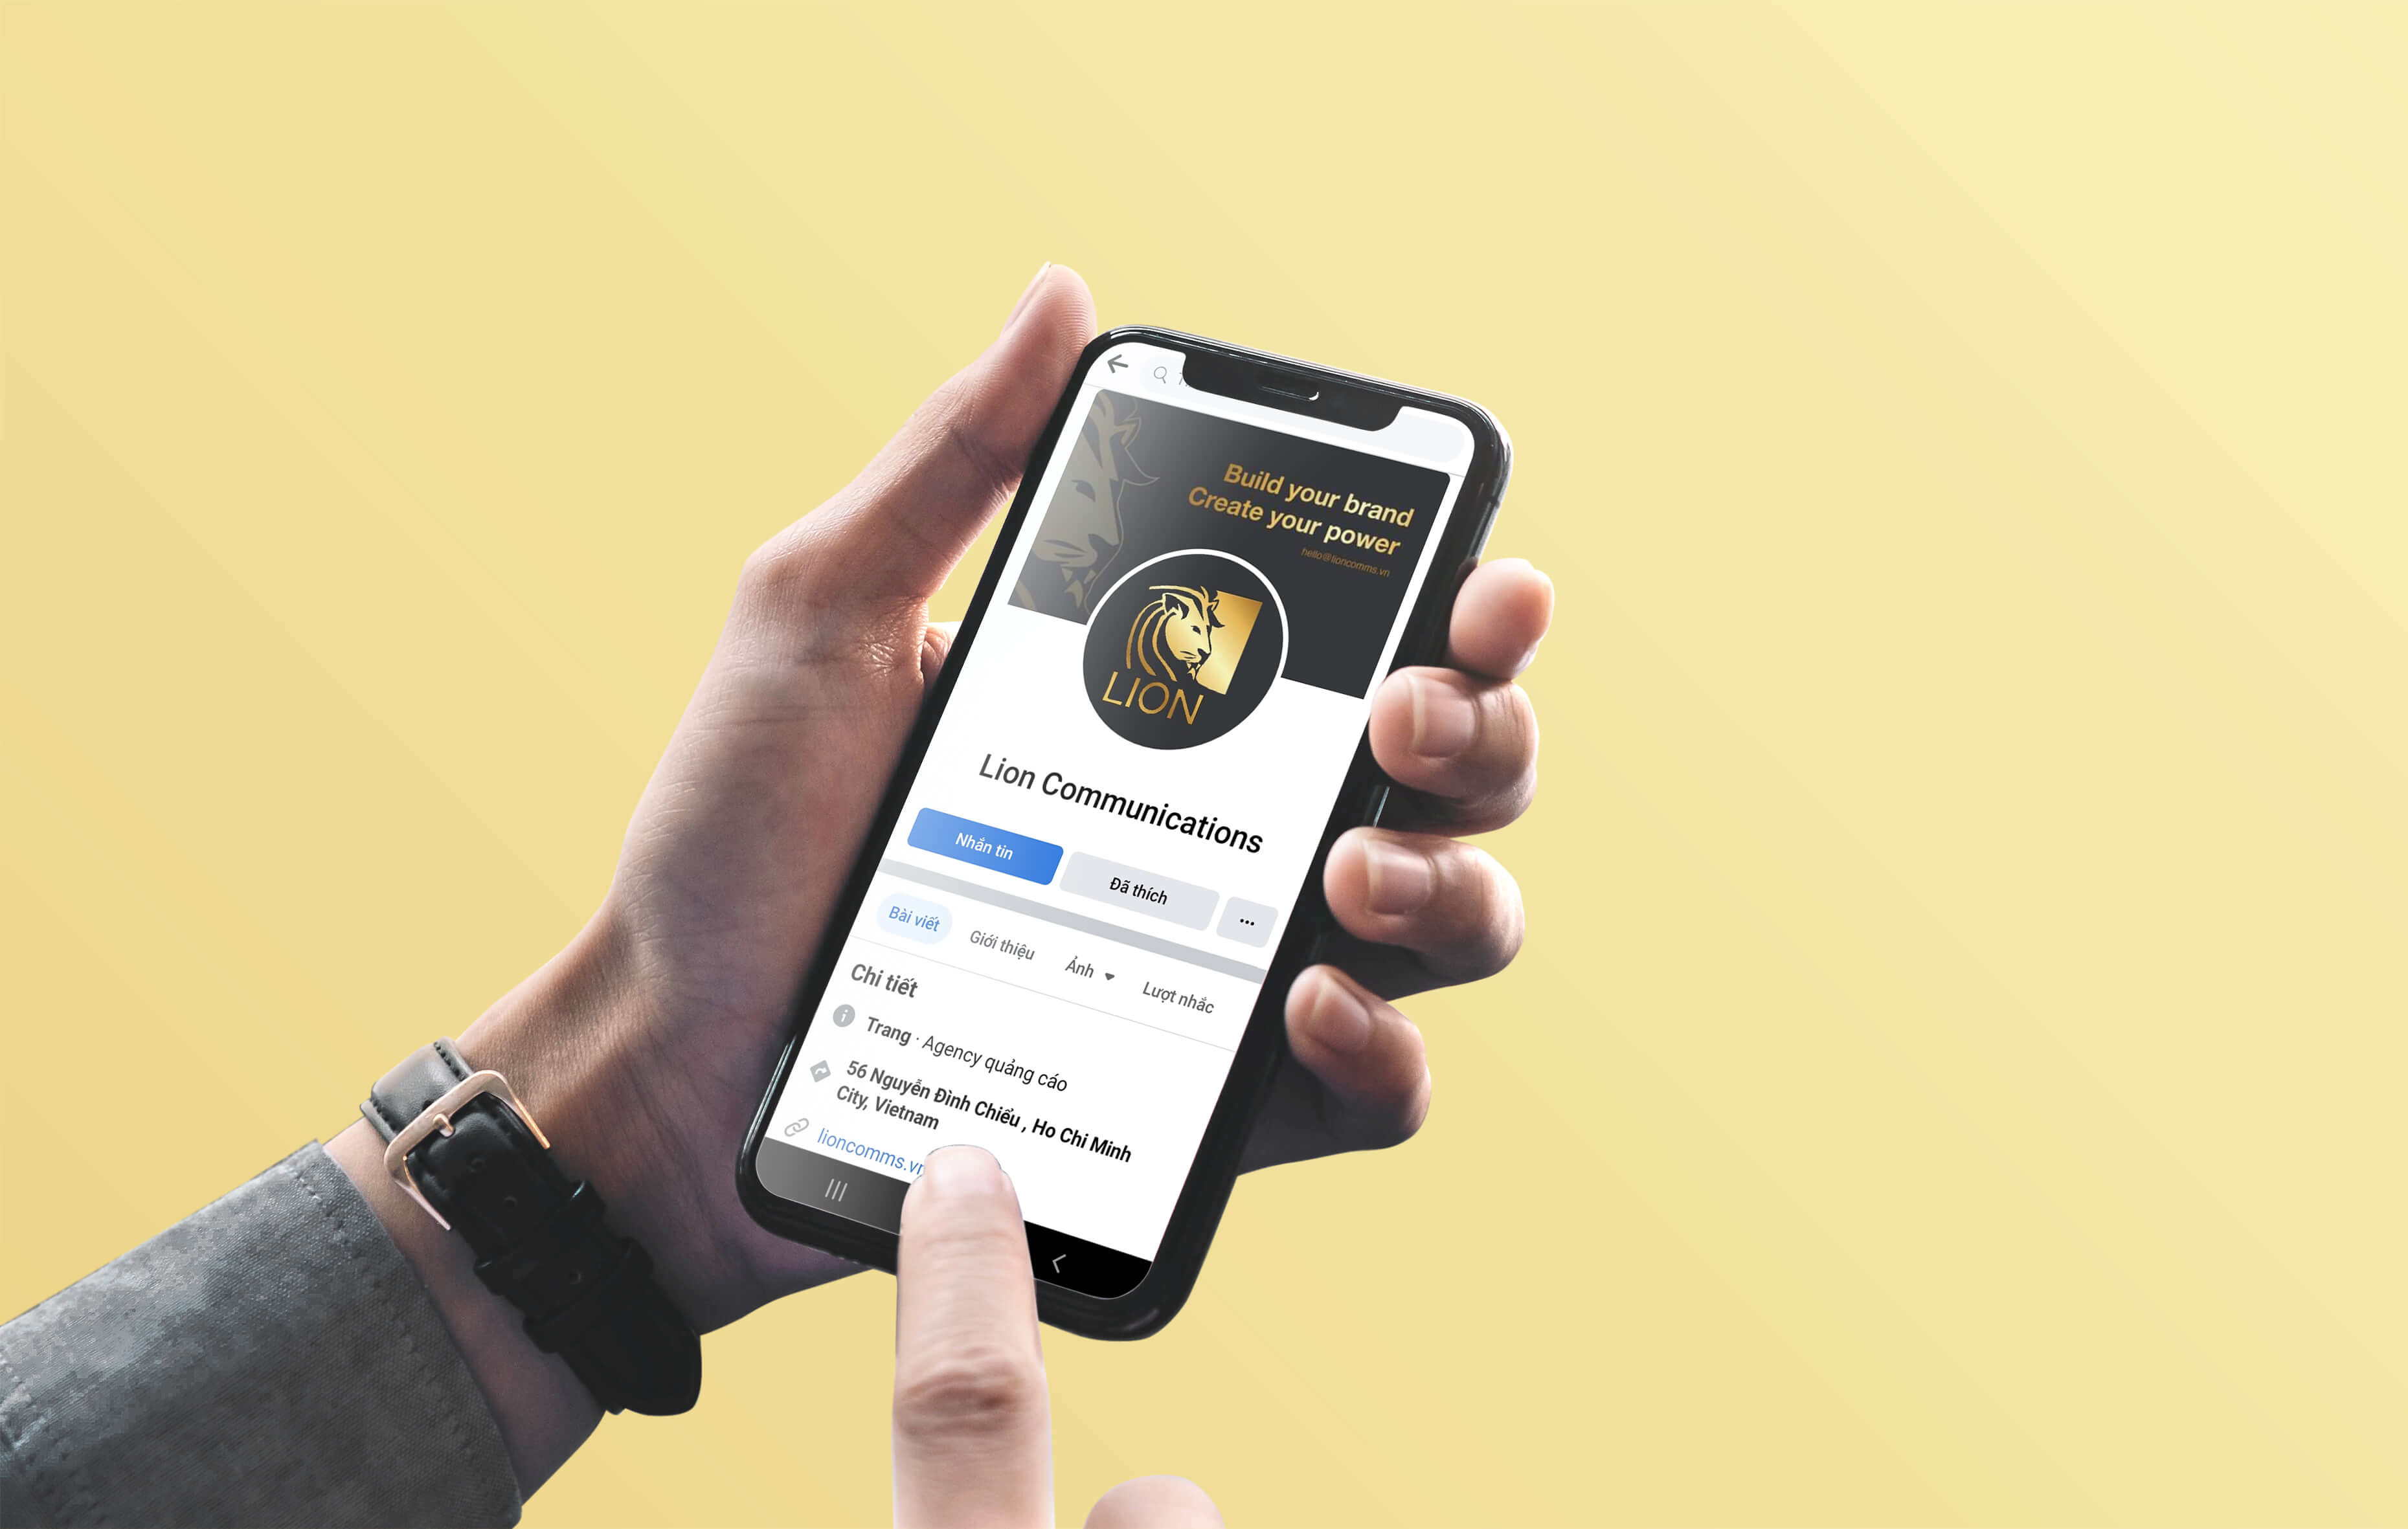 Build your brand
Create your power
hello@lioncomms.vn
LION
Lion Communications
Nhắn tin
Đã thích
Bài viết
Giới thiệu
Ảnh
Lượt nhắc
Chi tiết
Trang · Agency quảng cáo
56 Nguyễn Đình Chiểu , Ho Chi Minh
City, Vietnam
lioncomms.vn